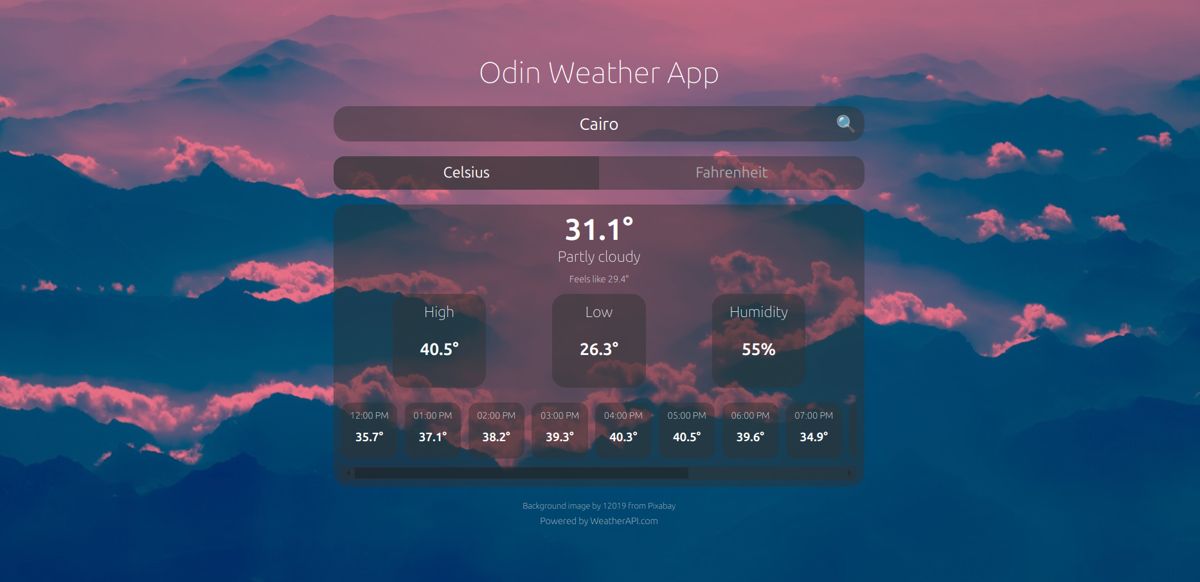 Odin Weather App
Cairo
Celsius Fahrenheit
31.1°
Partly cloudy
Feels like 29.4°
High Low Humidity
40.5° 26.3° 55%
12:00 PM 01:00 PM 02:00 PM 03:00 PM 04:00 PM 05:00 PM 06:00 PM 07:00 PM
35.7° 37.1° 38.2° 39.3° 40.3° 40.5° 39.6° 34.9°
Background image by 12019 from Pixabay
Powered by WeatherAPI.com